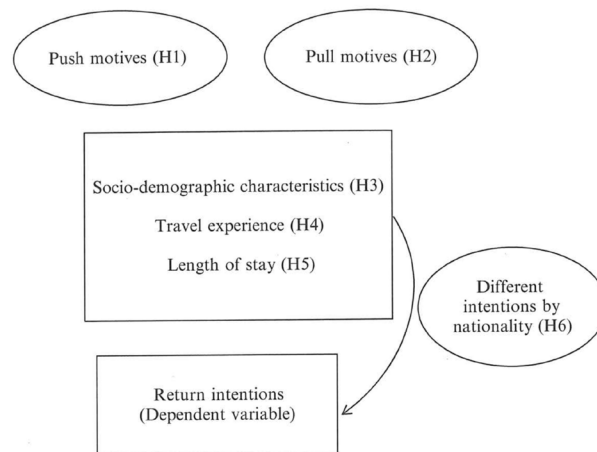 Push motives (H1)
Pull motives (H2)
Socio-demographic characteristics (H3)
Travel experience (H4)
Length of stay (H5)
Different
intentions by
nationality (H6)
Return intentions
(Dependent variable)